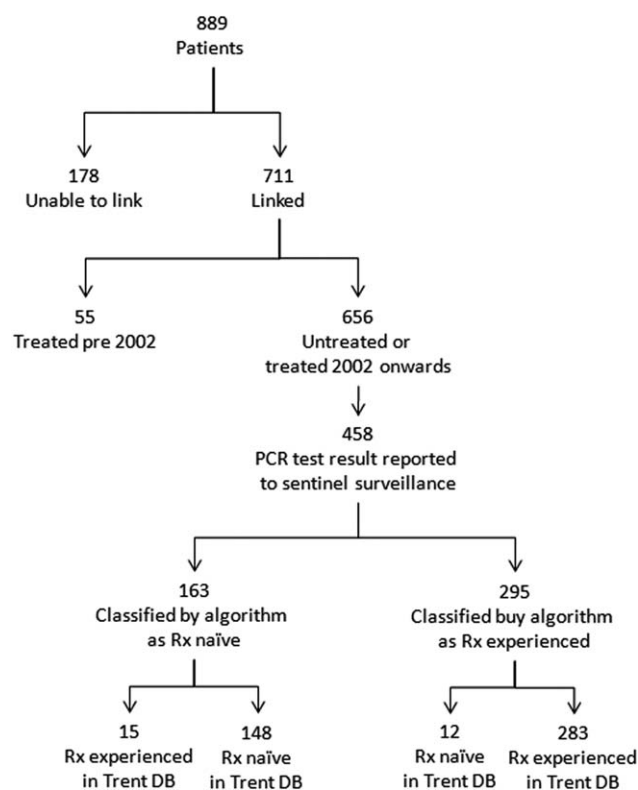 889
Patients
178
Unable to link
711
Linked
55
Treated pre 2002
656
Untreated or
treated 2002 onwards
458
PCR test result reported
to sentinel surveillance
163
Classified by algorithm
as Rx naïve
295
Classified buy algorithm
as Rx experienced
15
Rx experienced
in Trent DB
148
Rx naïve
in Trent DB
12
Rx naïve
in Trent DB
283
Rx experienced
in Trent DB